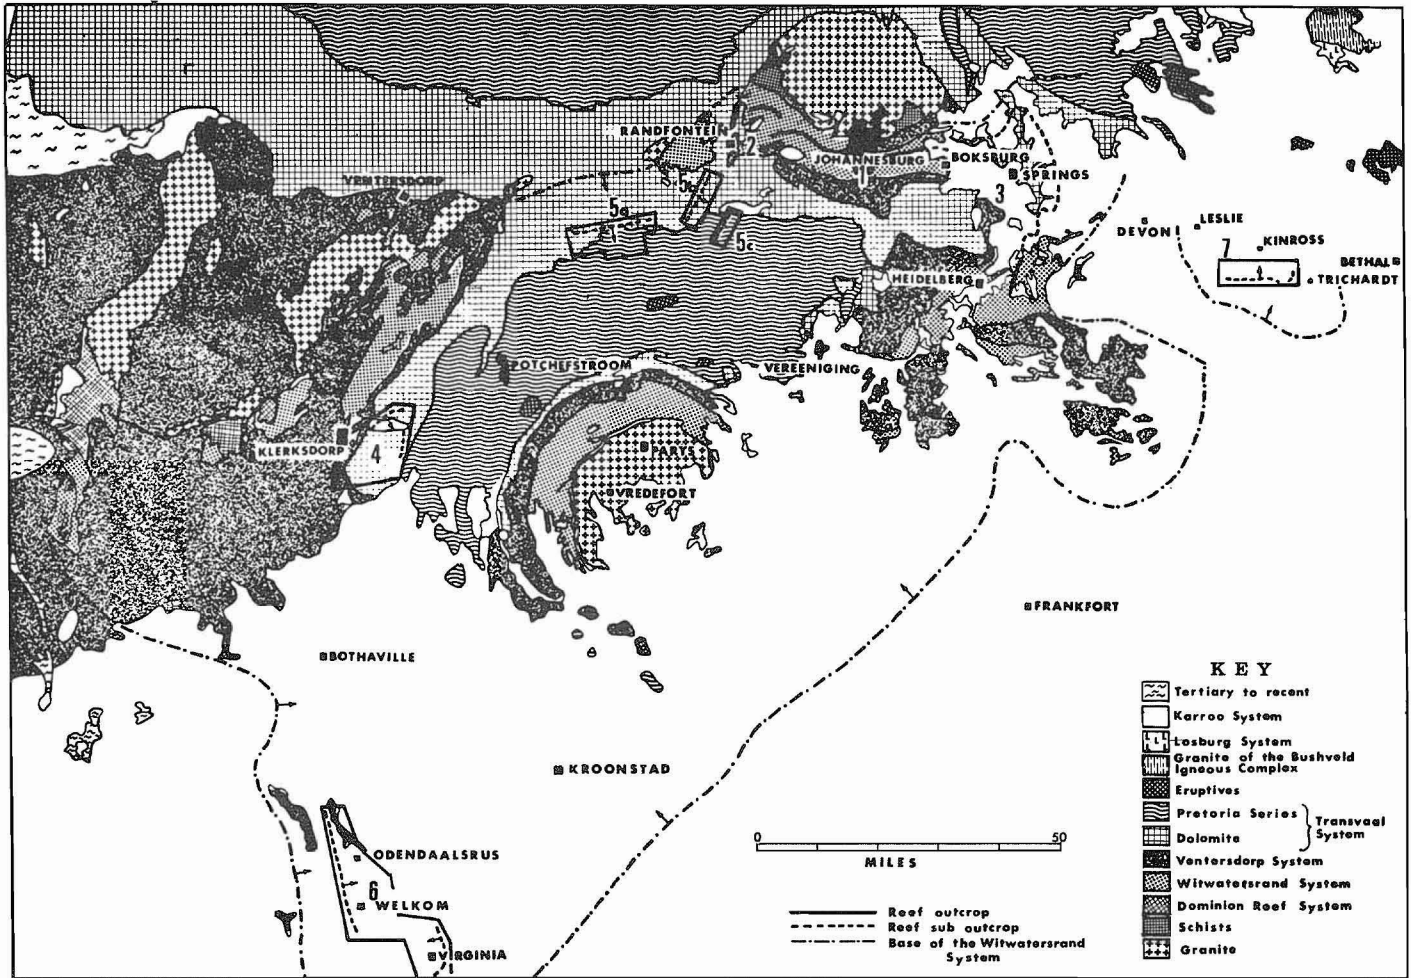 RANDFONTEIN
2
JOHANNESBURG
1
BOKSBURG
SPRINGS
3
VENTERSDORP
5a
5b
5c
LESLIE
DEVON
7
KINROSS
BETHAL
TRICHARDT
HEIDELBERG
POTCHEFSTROOM
VEREENIGING
KLERKSDORP
4
PARYS
VREDEFORT
FRANKFORT
BOTHAVILLE
KROONSTAD
ODENDAALSRUS
6
WELKOM
VIRGINIA
0 50
MILES
Reef outcrop
Reef sub outcrop
Base of the Witwatersrand
System
KEY
Tertiary to recent
Karroo System
L Losburg System
Granite of the Bushveld
Igneous Complex
Eruptives
Pretoria Series
Transvaal
System
Dolomite
Ventersdorp System
Witwatersrand System
Dominion Reef System
Schists
Granite